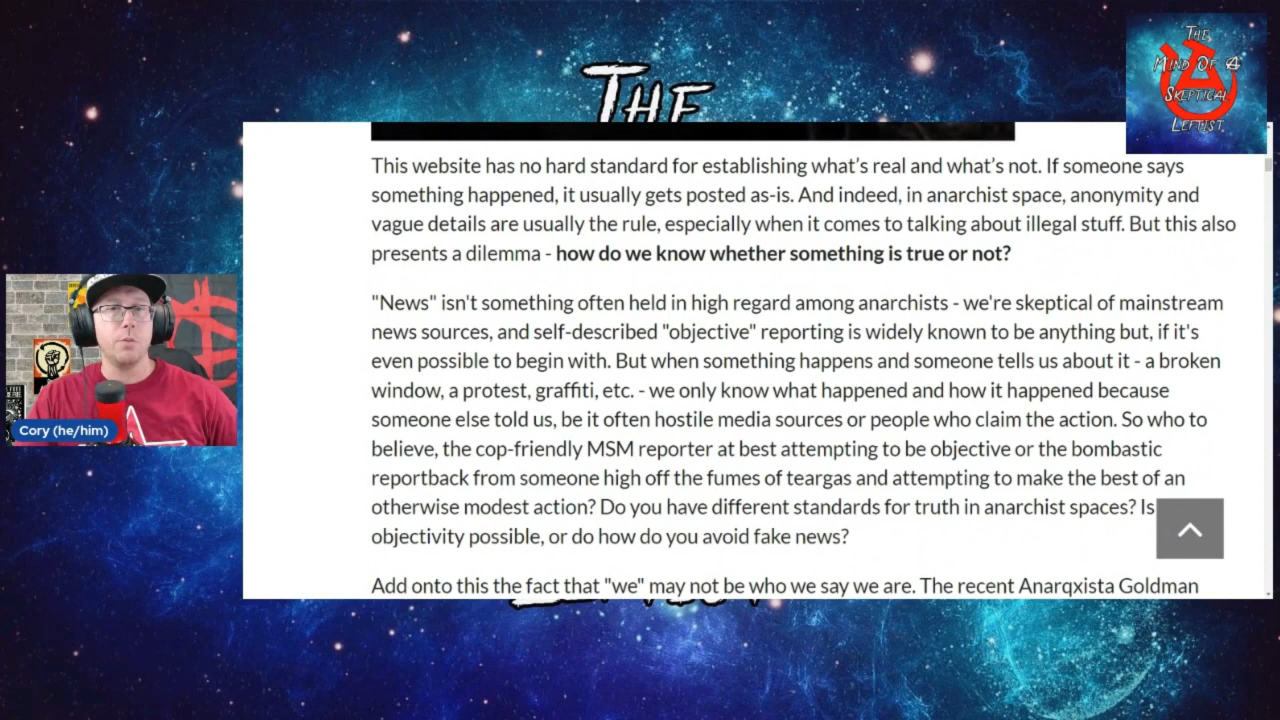 THE
THE
MIND OF A
SKEPTICAL
LEFTIST
This website has no hard standard for establishing what’s real and what’s not. If someone says
something happened, it usually gets posted as-is. And indeed, in anarchist space, anonymity and
vague details are usually the rule, especially when it comes to talking about illegal stuff. But this also
presents a dilemma - how do we know whether something is true or not?
"News" isn't something often held in high regard among anarchists - we're skeptical of mainstream
news sources, and self-described "objective" reporting is widely known to be anything but, if it's
even possible to begin with. But when something happens and someone tells us about it - a broken
window, a protest, graffiti, etc. - we only know what happened and how it happened because
someone else told us, be it often hostile media sources or people who claim the action. So who to
believe, the cop-friendly MSM reporter at best attempting to be objective or the bombastic
reportback from someone high off the fumes of teargas and attempting to make the best of an
otherwise modest action? Do you have different standards for truth in anarchist spaces? Is
objectivity possible, or do how do you avoid fake news?
Add onto this the fact that "we" may not be who we say we are. The recent Anarqxista Goldman
Cory (he/him)